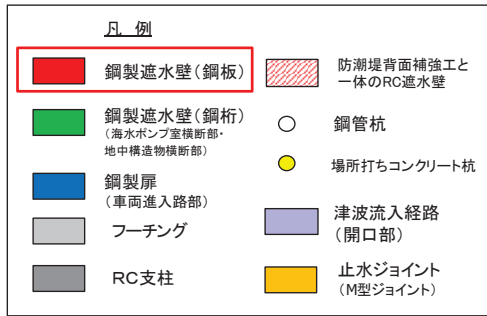 凡 例
鋼製遮水壁(鋼板)
鋼製遮水壁(鋼桁)
(海水ポンプ室横断部・
地中構造物横断部)
鋼製扉
(車両進入路部)
フーチング
RC支柱
防潮堤背面補強工と
一体のRC遮水壁
鋼管杭
場所打ちコンクリート杭
津波流入経路
(開口部)
止水ジョイント
(M型ジョイント)